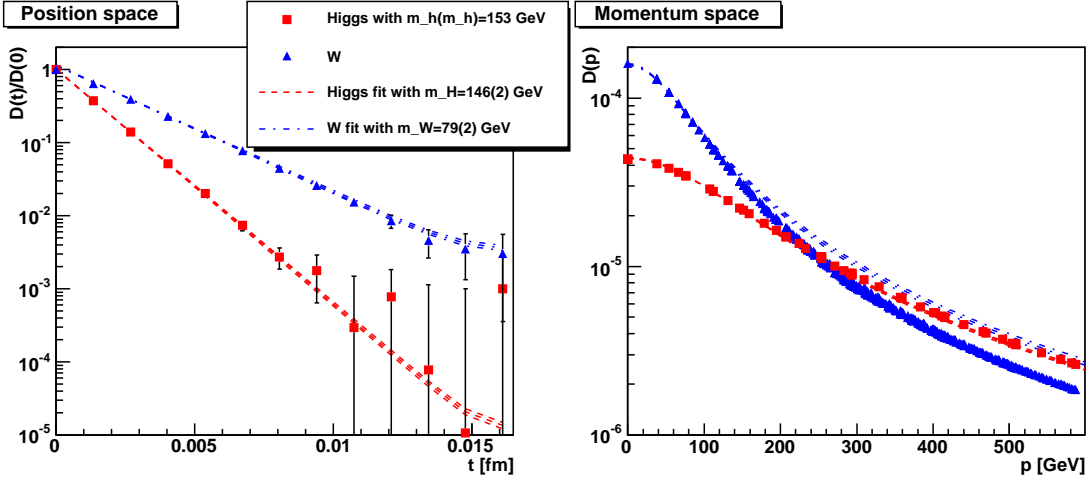 Position space
Higgs with m_h(m_h)=153 GeV
W
Higgs fit with m_H=146(2) GeV
W fit with m_W=79(2) GeV
D(t)/D(0)
1
10^-1
10^-2
10^-3
10^-4
10^-5
0 0.005 0.01 0.015
t [fm]
Momentum space
D(p)
10^-4
10^-5
10^-6
0 100 200 300 400 500
p [GeV]